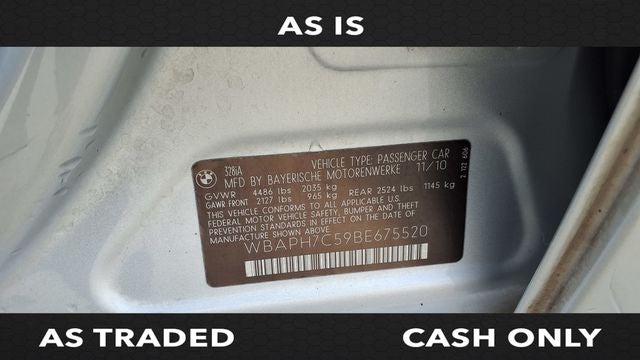 AS IS
328iA
VEHICLE TYPE: PASSENGER CAR
MFD BY BAYERISCHE MOTORENWERKE 11/10
GVWR 4486 lbs 2035 kg
GAWR FRONT 2127 lbs 965 kg REAR 2524 lbs 1145 kg
THIS VEHICLE CONFORMS TO ALL APPLICABLE U.S.
FEDERAL MOTOR VEHICLE SAFETY, BUMPER, AND THEFT
PREVENTION STANDARDS IN EFFECT ON THE DATE OF
MANUFACTURE SHOWN ABOVE.
WBAPH7C59BE675520
2 122 606
AS TRADED
CASH ONLY